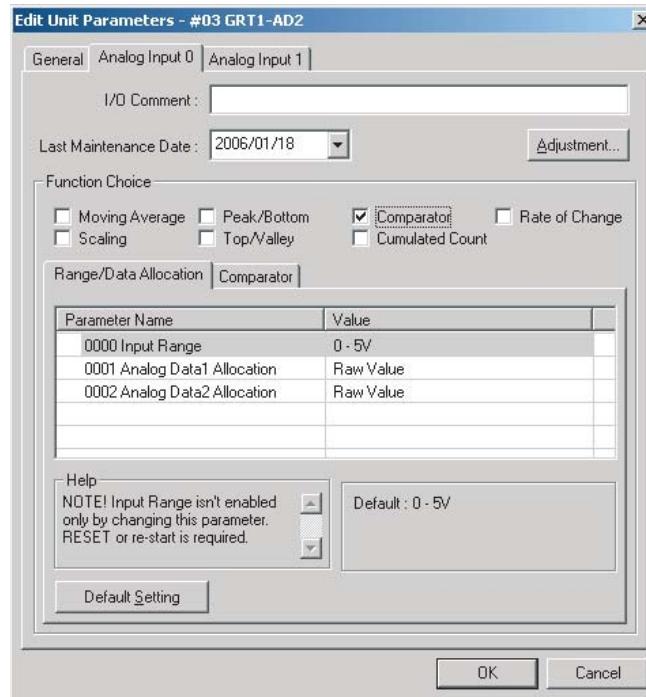 Edit Unit Parameters - #03 GRT1-AD2
General Analog Input 0 Analog Input 1
I/O Comment :
Last Maintenance Date : 2006/01/18 Adjustment...
Function Choice
Moving Average Peak/Bottom Comparator Rate of Change
Scaling Top/Valley Cumulated Count
Range/Data Allocation Comparator
Parameter Name Value
0000 Input Range 0 - 5V
0001 Analog Data1 Allocation Raw Value
0002 Analog Data2 Allocation Raw Value
Help
NOTE! Input Range isn't enabled
only by changing this parameter.
RESET or re-start is required.
Default : 0 - 5V
Default Setting
OK Cancel